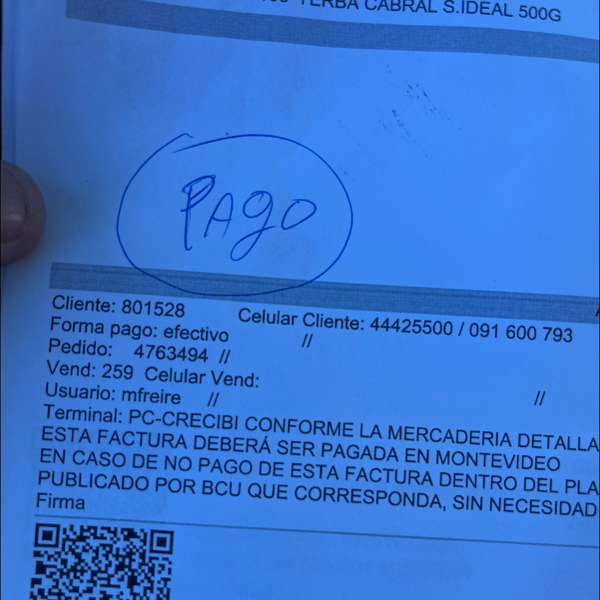 YERBA CABRAL S.IDEAL 500G
PAGO
Cliente: 801528 Celular Cliente: 44425500 / 091 600 793
Forma pago: efectivo //
Pedido: 4763494 //
Vend: 259 Celular Vend: //
Usuario: mfreire //
Terminal: PC-CRECIBI CONFORME LA MERCADERIA DETALLA
ESTA FACTURA DEBERÁ SER PAGADA EN MONTEVIDEO
EN CASO DE NO PAGO DE ESTA FACTURA DENTRO DEL PLA
PUBLICADO POR BCU QUE CORRESPONDA, SIN NECESIDAD
Firma